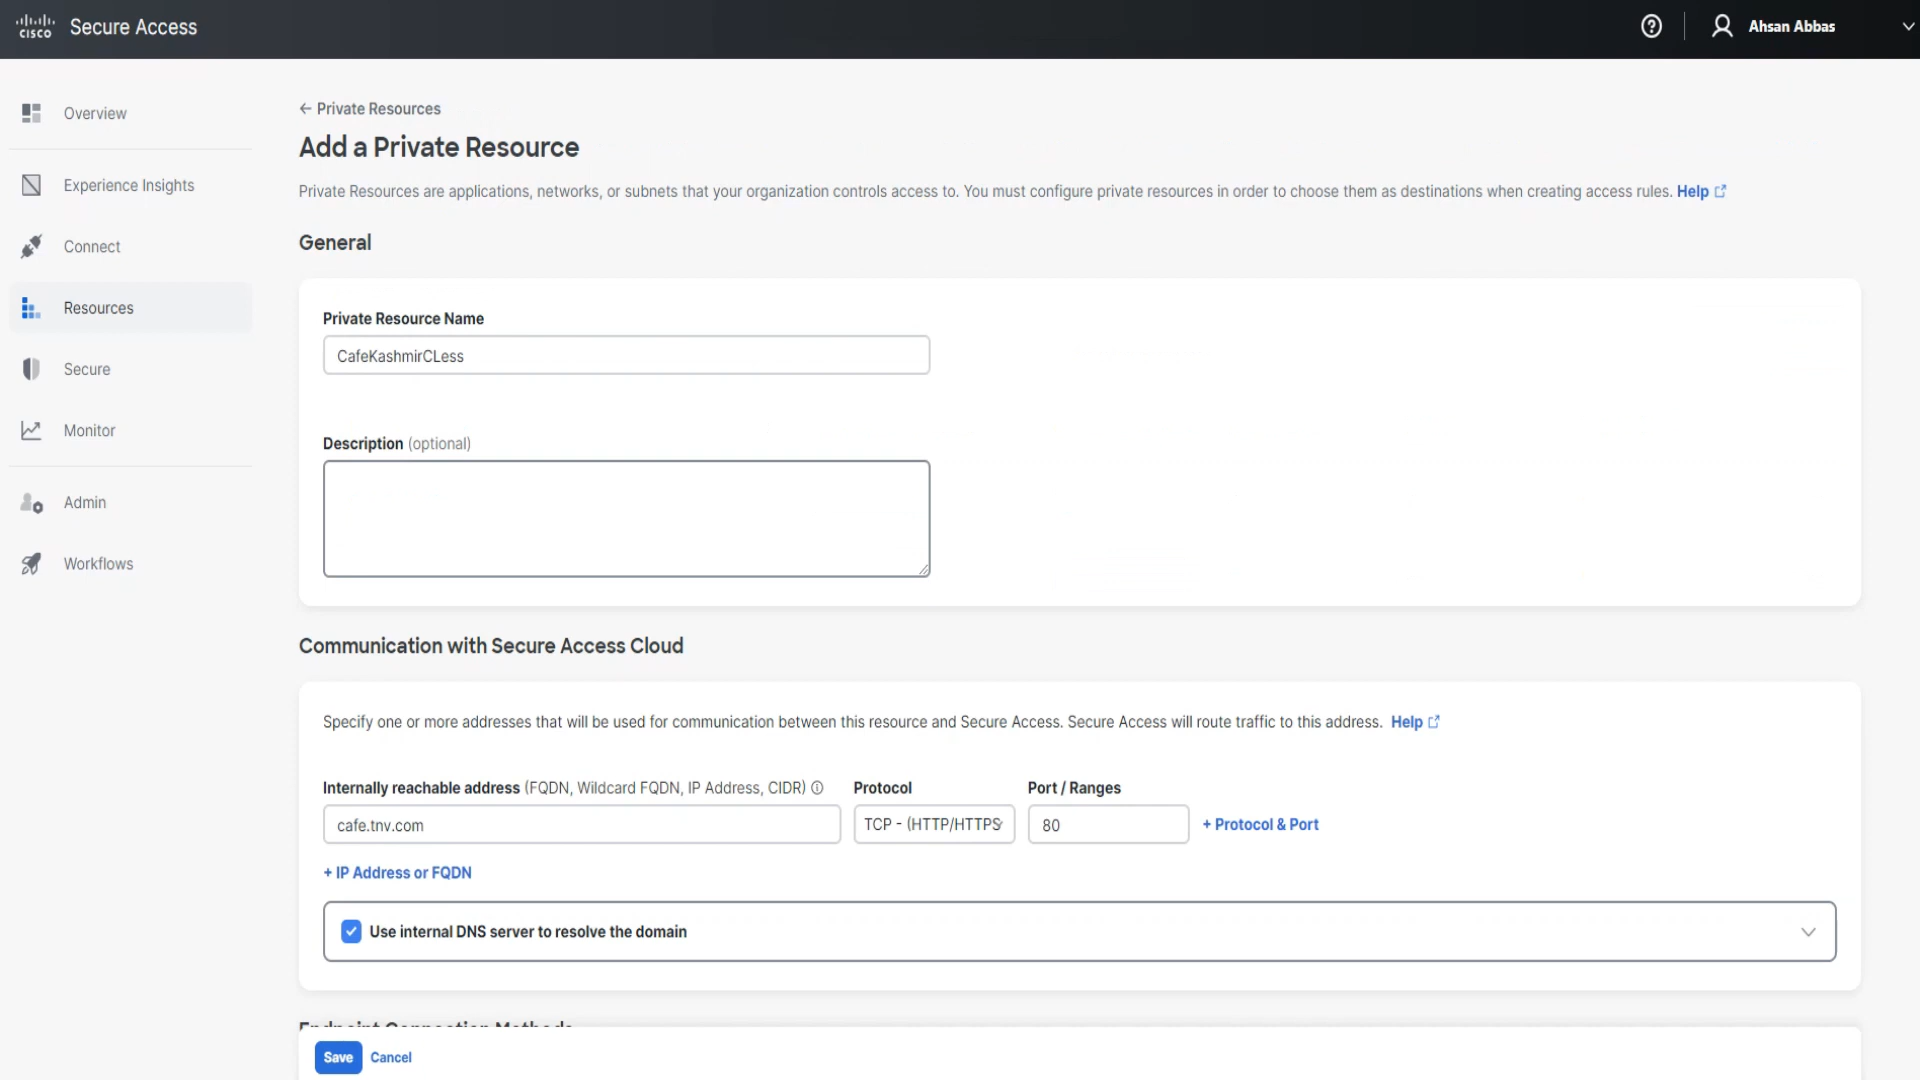 CISCO
Secure Access
Ahsan Abbas
Overview
Experience Insights
Connect
Resources
Secure
Monitor
Admin
Workflows
← Private Resources
Add a Private Resource
Private Resources are applications, networks, or subnets that your organization controls access to. You must configure private resources in order to choose them as destinations when creating access rules. Help
General
Private Resource Name
CafeKashmirCLess
Description (optional)
Communication with Secure Access Cloud
Specify one or more addresses that will be used for communication between this resource and Secure Access. Secure Access will route traffic to this address. Help
Internally reachable address (FQDN, Wildcard FQDN, IP Address, CIDR) Protocol Port / Ranges
cafe.tnv.com TCP - (HTTP/HTTPS 80 + Protocol & Port
+ IP Address or FQDN
Use internal DNS server to resolve the domain
Endpoint Connection Methods
Save Cancel